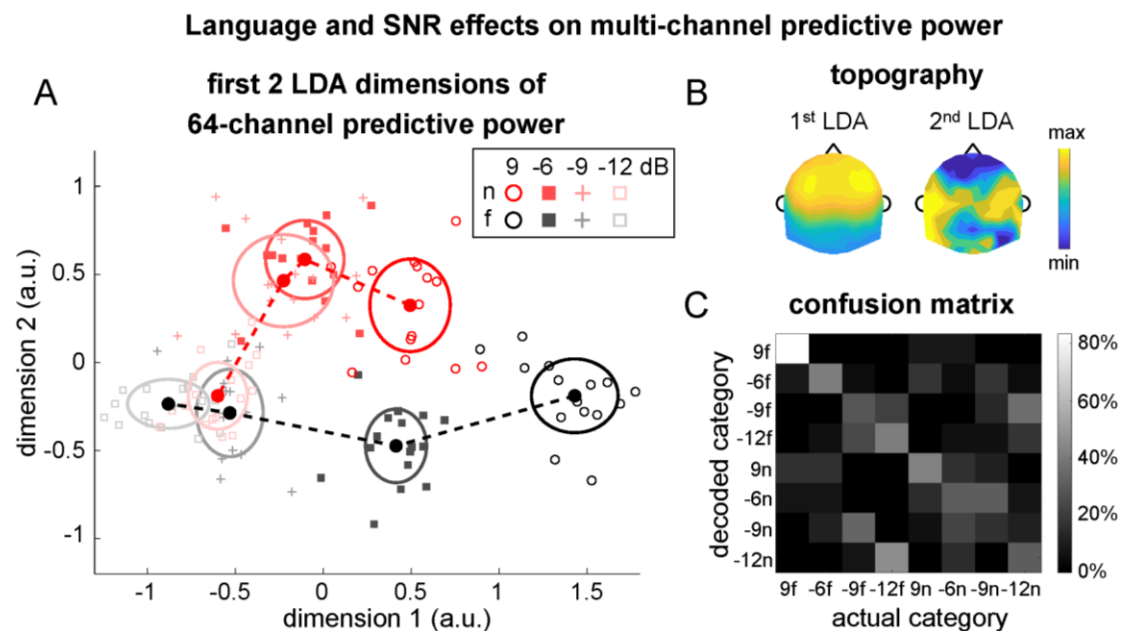 Language and SNR effects on multi-channel predictive power
A
first 2 LDA dimensions of
64-channel predictive power
9 -6 -9 -12 dB
n
f
1
0.5
0
-0.5
-1
dimension 2 (a.u.)
-1 -0.5 0 0.5 1 1.5
dimension 1 (a.u.)
B
topography
1st LDA 2nd LDA
max
min
C
confusion matrix
9f
-6f
-9f
-12f
9n
-6n
-9n
-12n
decoded category
9f -6f -9f -12f 9n -6n -9n -12n
actual category
80%
60%
40%
20%
0%